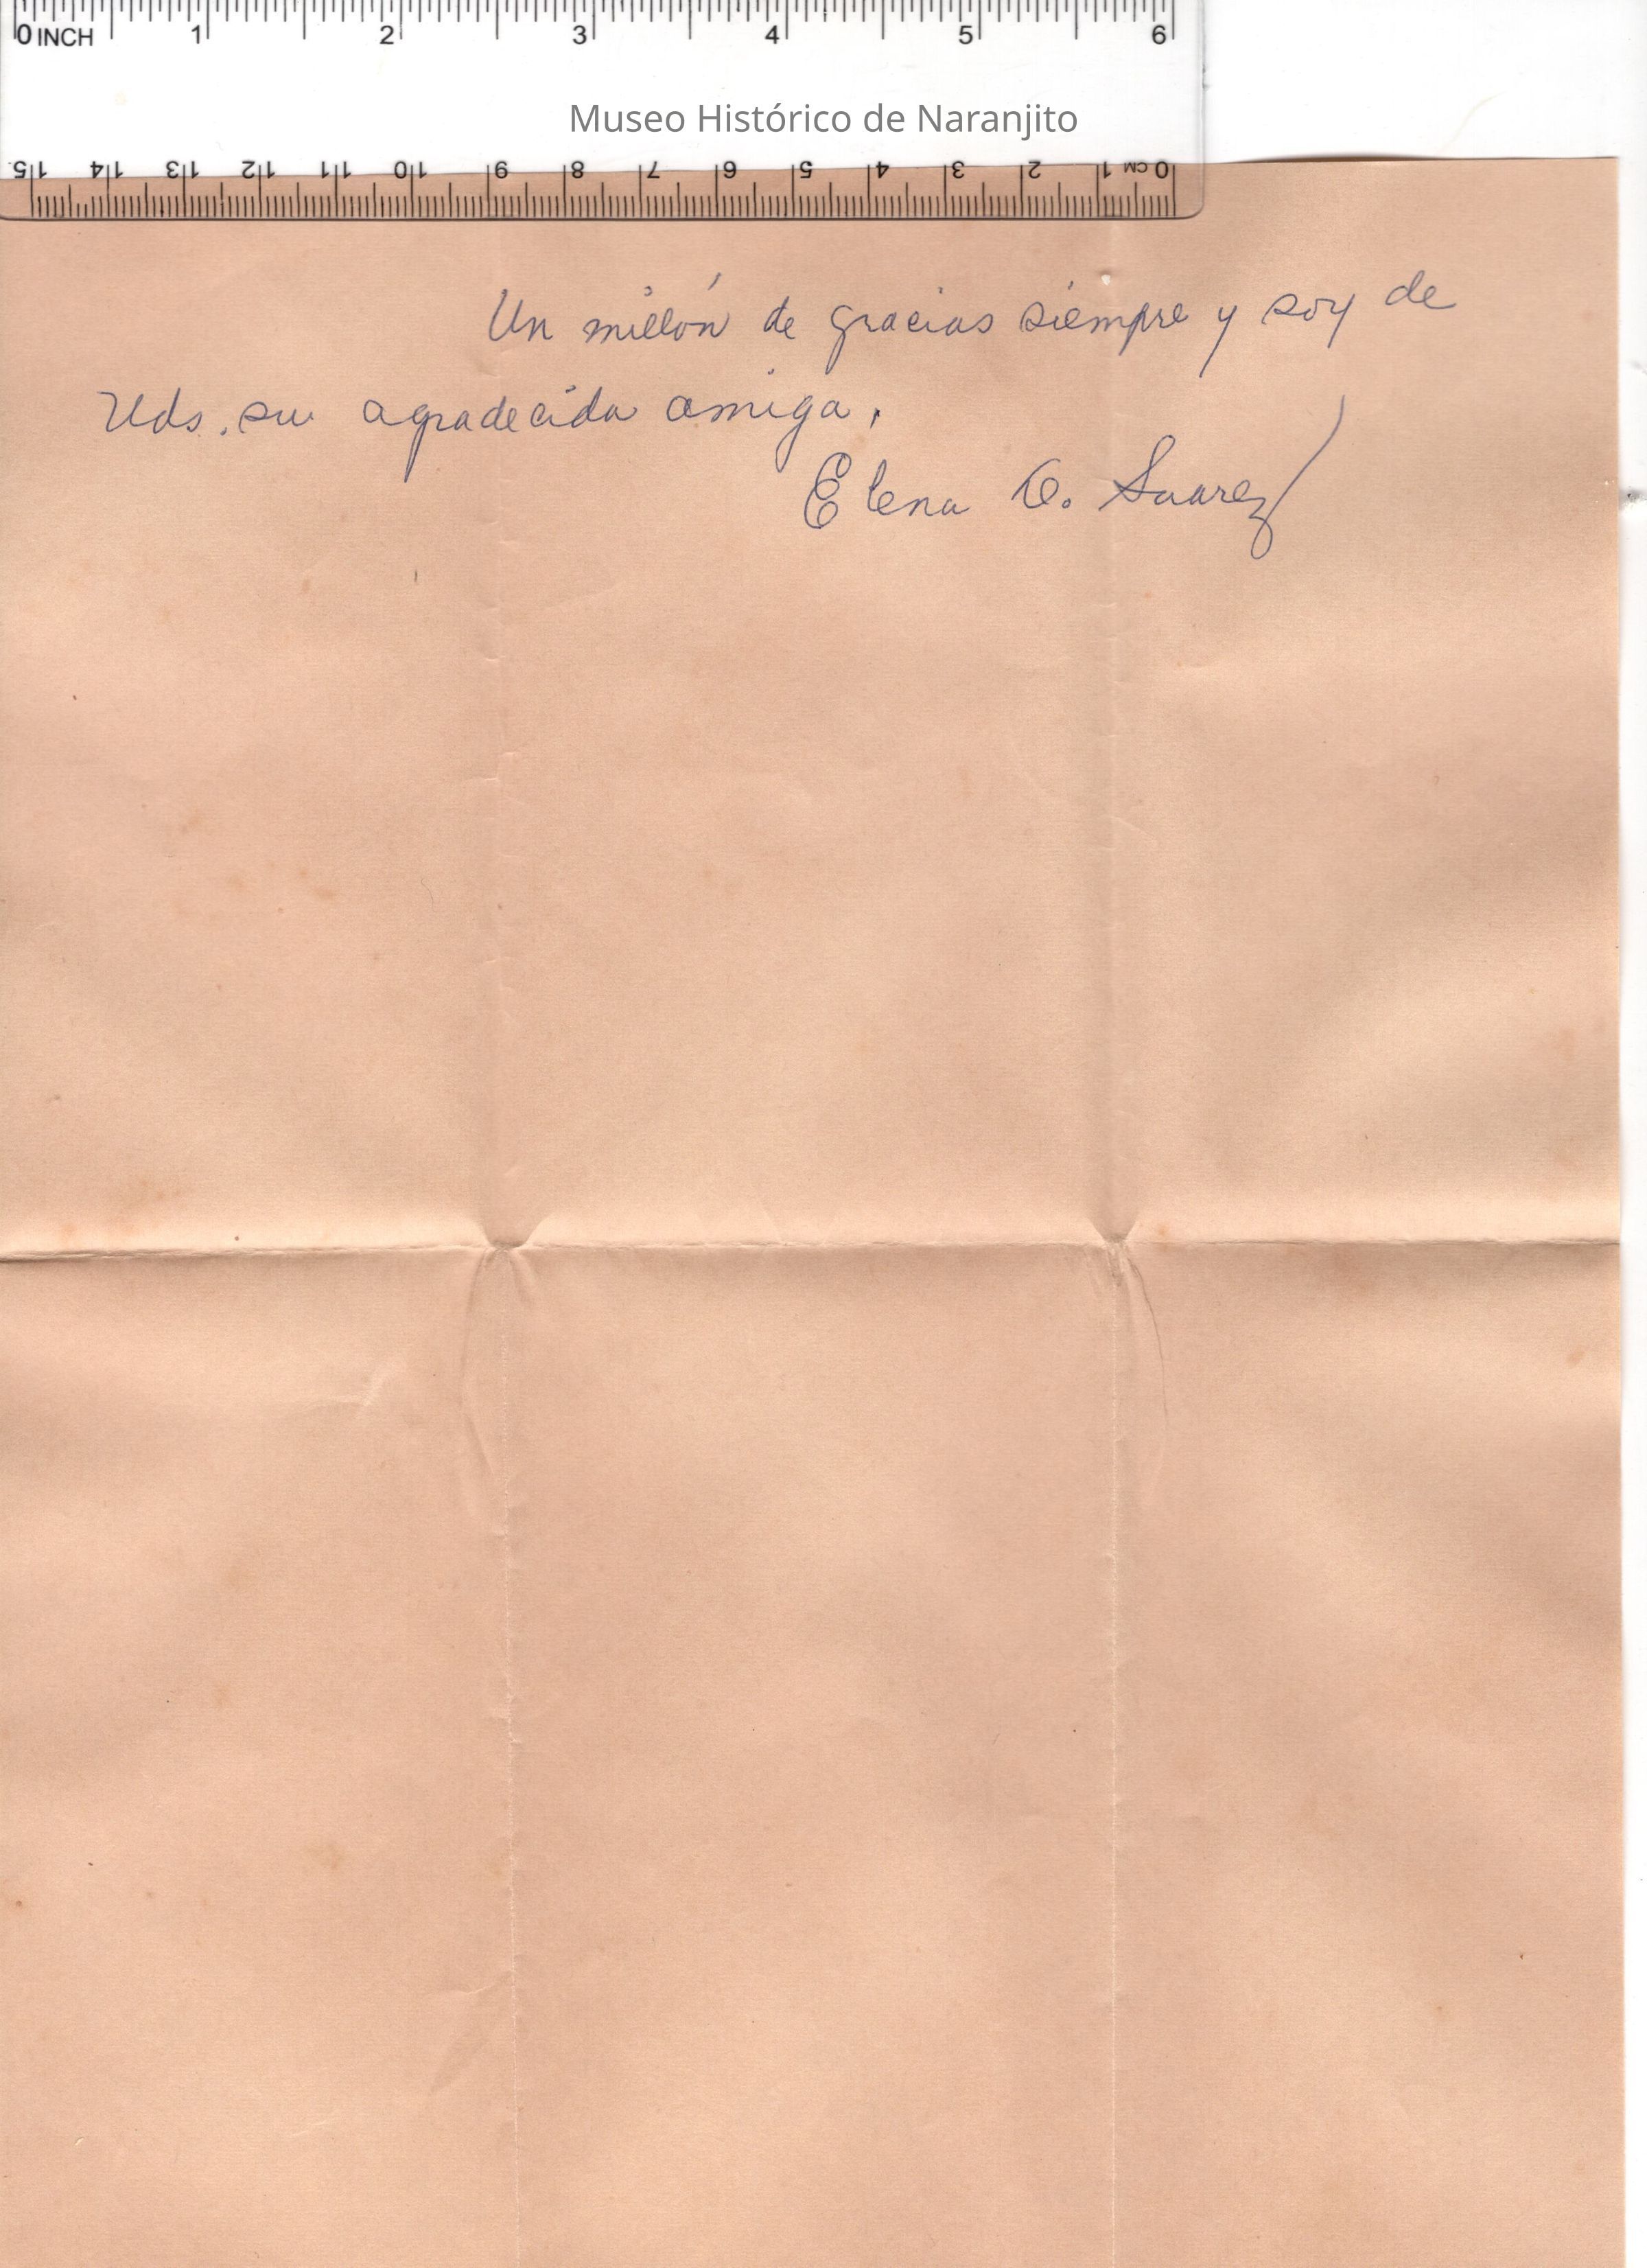 0 INCH 1 2 3 4 5 6
Museo Histórico de Naranjito
15 14 13 12 11 10 9 8 7 6 5 4 3 2 1 CM 0
Un millón de gracias siempre y soy de
Uds. su agradecida amiga,
Elena O. Suarez